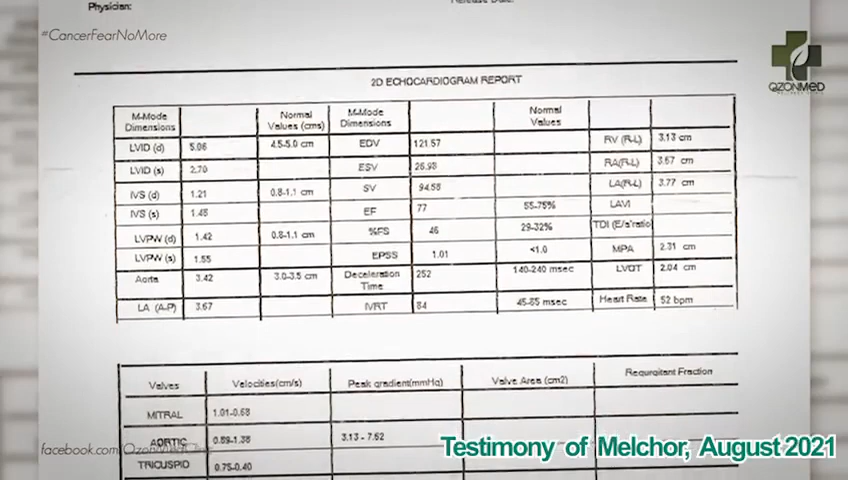 Physician:
Release Date:
#CancerFearNoMore
OZONMED
2D ECHOCARDIOGRAM REPORT
M-Mode Dimensions Normal Values (cms) M-Mode Dimensions Normal Values
LVID (d) 5.06 4.5-5.0 cm EDV 121.57 RV (R-L) 3.13 cm
LVID (s) 2.70 ESV 26.98 RA(R-L) 3.67 cm
IVS (d) 1.21 0.8-1.1 cm SV 94.58 LA(R-L) 3.77 cm
IVS (s) 1.45 EF 77 55-75% LAVI
LVPW (d) 1.42 0.8-1.1 cm %FS 46 29-32% TDI (E/a'ratio)
LVPW (s) 1.55 EPSS 1.01 <1.0 MPA 2.31 cm
Aorta 3.42 3.0-3.5 cm Deceleration Time 252 140-240 msec LVOT 2.04 cm
LA (A-P) 3.67 IVRT 84 45-85 msec Heart Rate 52 bpm
Valves Velocities(cm/s) Peak gradient(mmHg) Valve Area (cm2) Regurgitant Fraction
MITRAL 1.01-0.68
AORTIC 0.89-1.38 3.13 - 7.62
TRICUSPID 0.75-0.40
facebook.com/OzonMed
Testimony of Melchor, August 2021